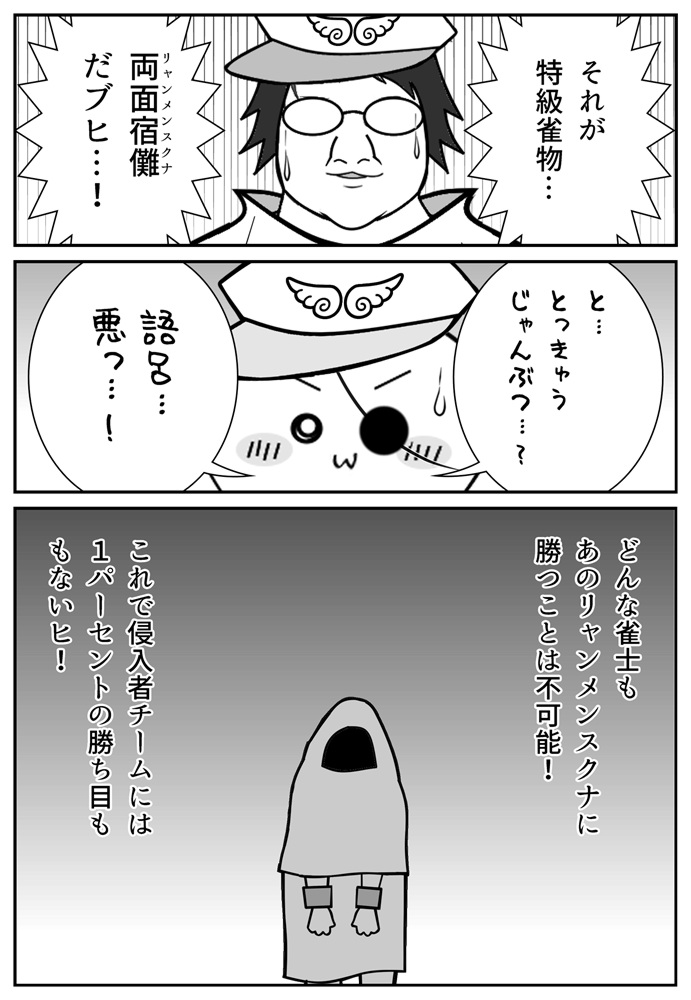 それが
特級雀物…
両面宿儺
リャンメンスクナ
だブヒ…！
と…
とっきゅう
じゃんぶつ…？
語呂…
悪っ…！
どんな雀士も
あのリャンメンスクナに
勝つことは不可能！
これで侵入者チームには
１パーセントの勝ち目も
もないヒ！